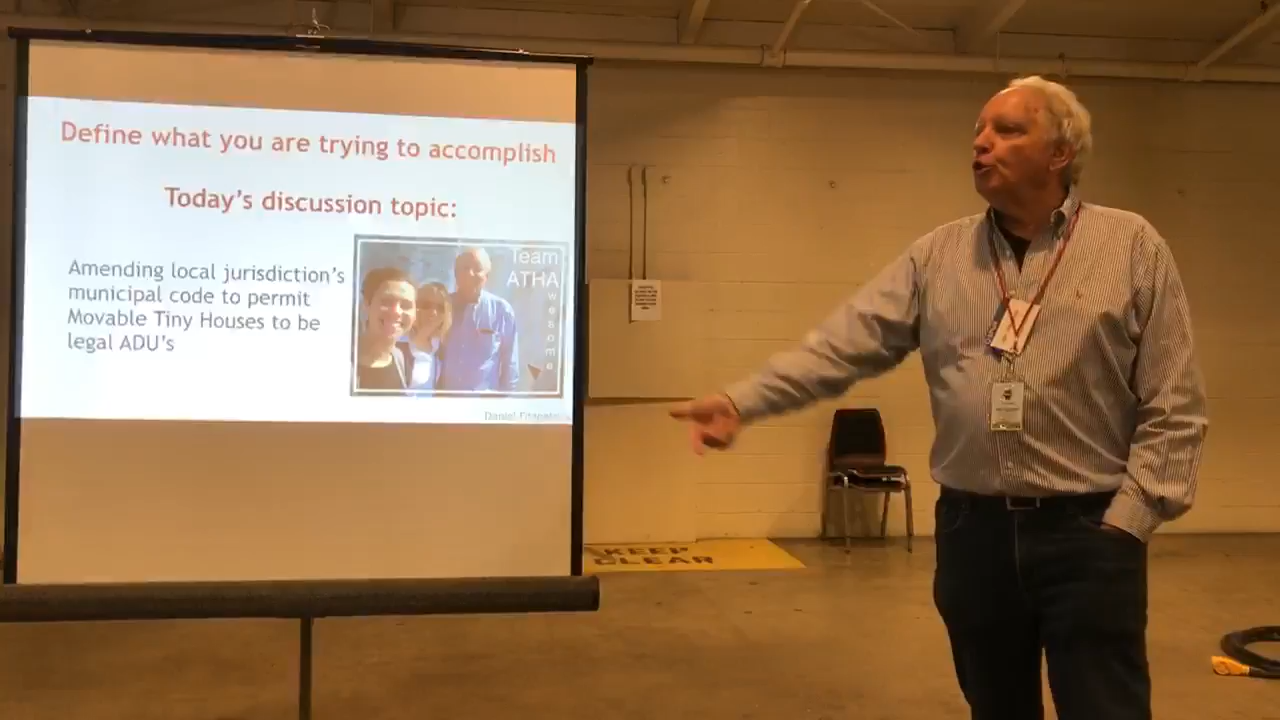 Define what you are trying to accomplish
Today's discussion topic:
Amending local jurisdiction's
municipal code to permit
Movable Tiny Houses to be
legal ADU's
Team
ATHA
wesome
KEEP
CLEAR